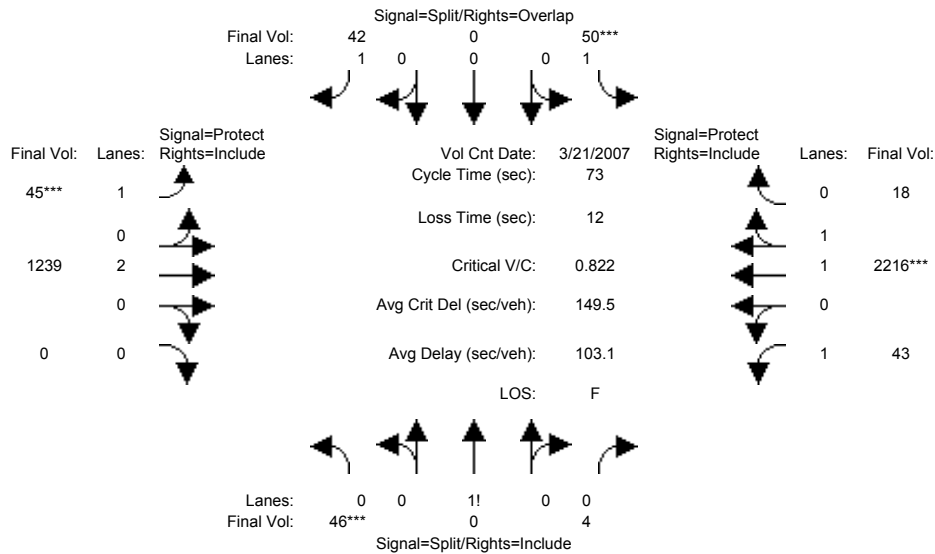 Signal=Split/Rights=Overlap
Final Vol: 42 0 50***
Lanes: 1 0 0 0 1
Signal=Protect Signal=Protect
Final Vol: Lanes: Rights=Include Vol Cnt Date: 3/21/2007 Rights=Include Lanes: Final Vol:
Cycle Time (sec): 73
45*** 1 0 18
Loss Time (sec): 12
0 1
1239 2 Critical V/C: 0.822 1 2216***
0 Avg Crit Del (sec/veh): 149.5 0
0 0 Avg Delay (sec/veh): 103.1 1 43
LOS: F
Lanes: 0 0 1! 0 0
Final Vol: 46*** 0 4
Signal=Split/Rights=Include